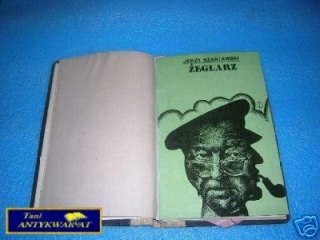 JERZY SZANIAWSKI
ŻEGLARZ
Tani
ANTYKWARIAT